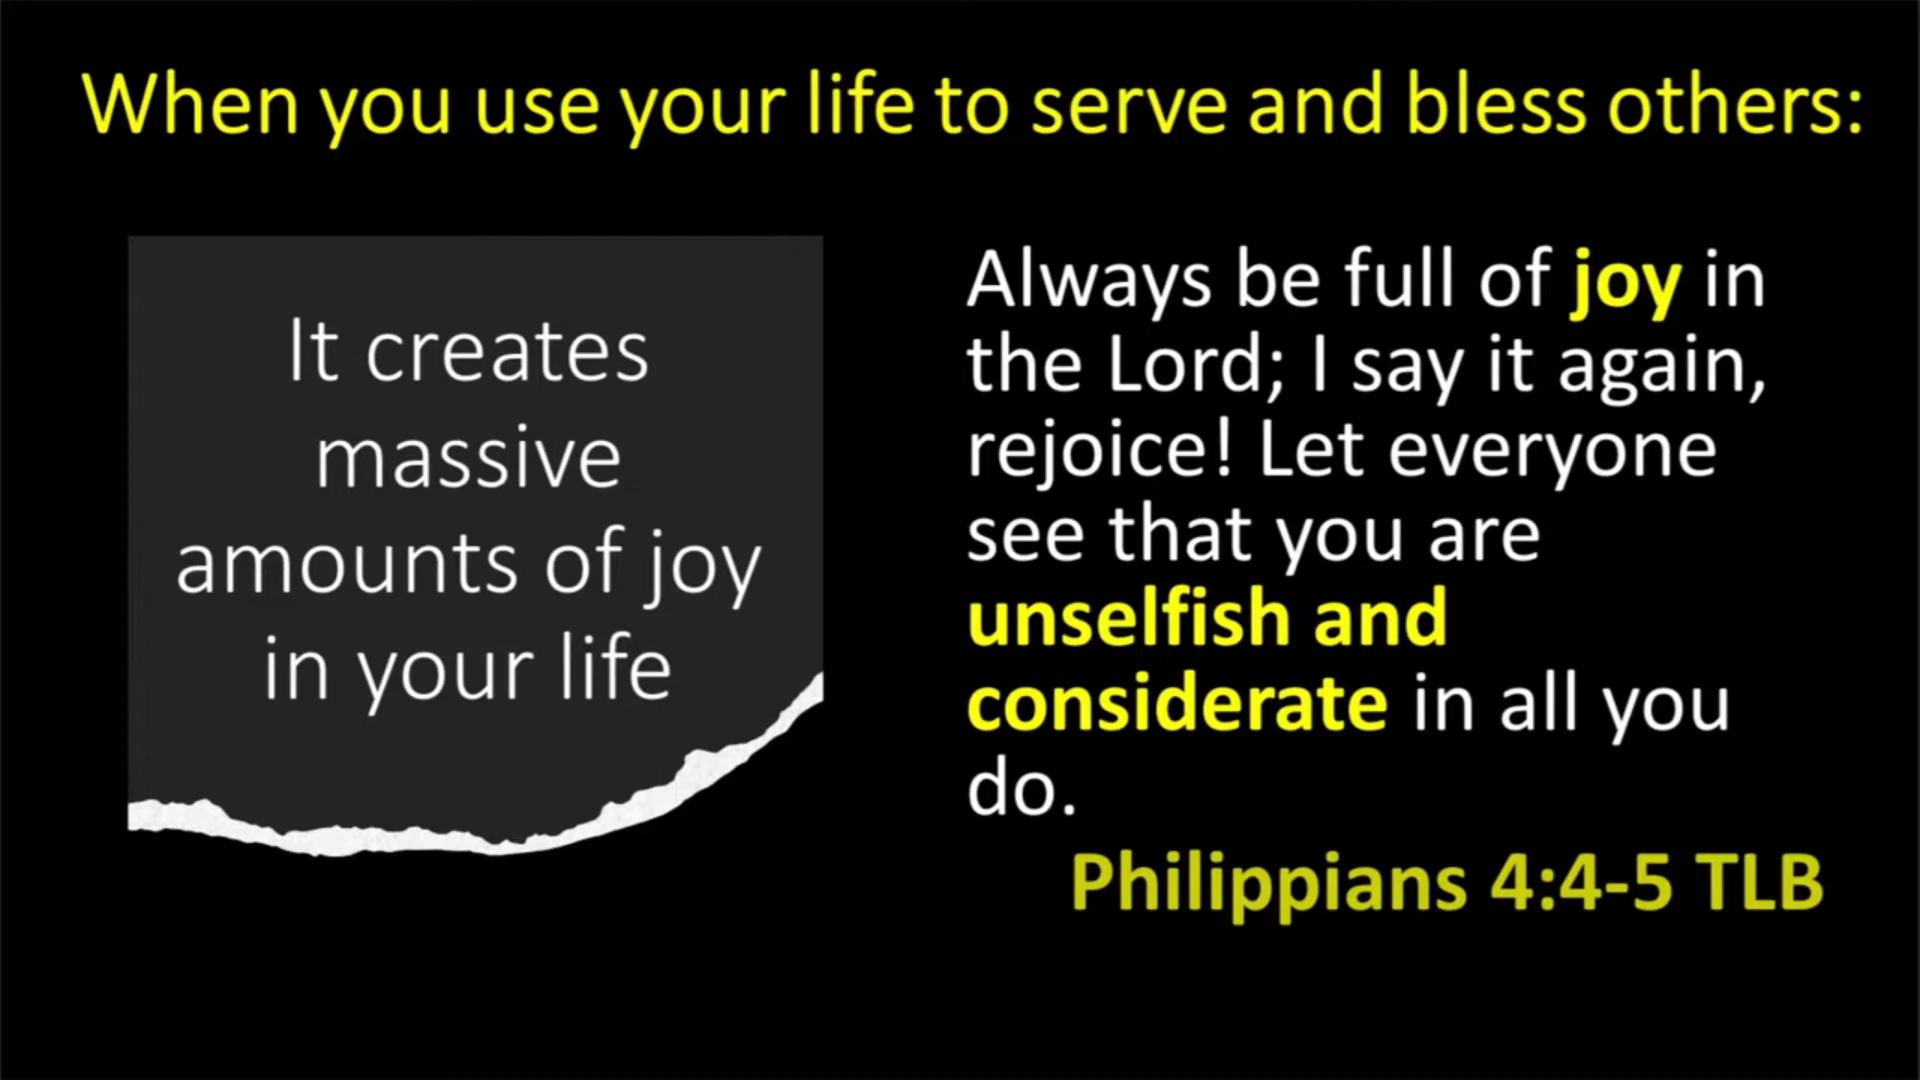 When you use your life to serve and bless others:
It creates
massive
amounts of joy
in your life
Always be full of joy in
the Lord; I say it again,
rejoice! Let everyone
see that you are
unselfish and
considerate in all you
do.
Philippians 4:4-5 TLB